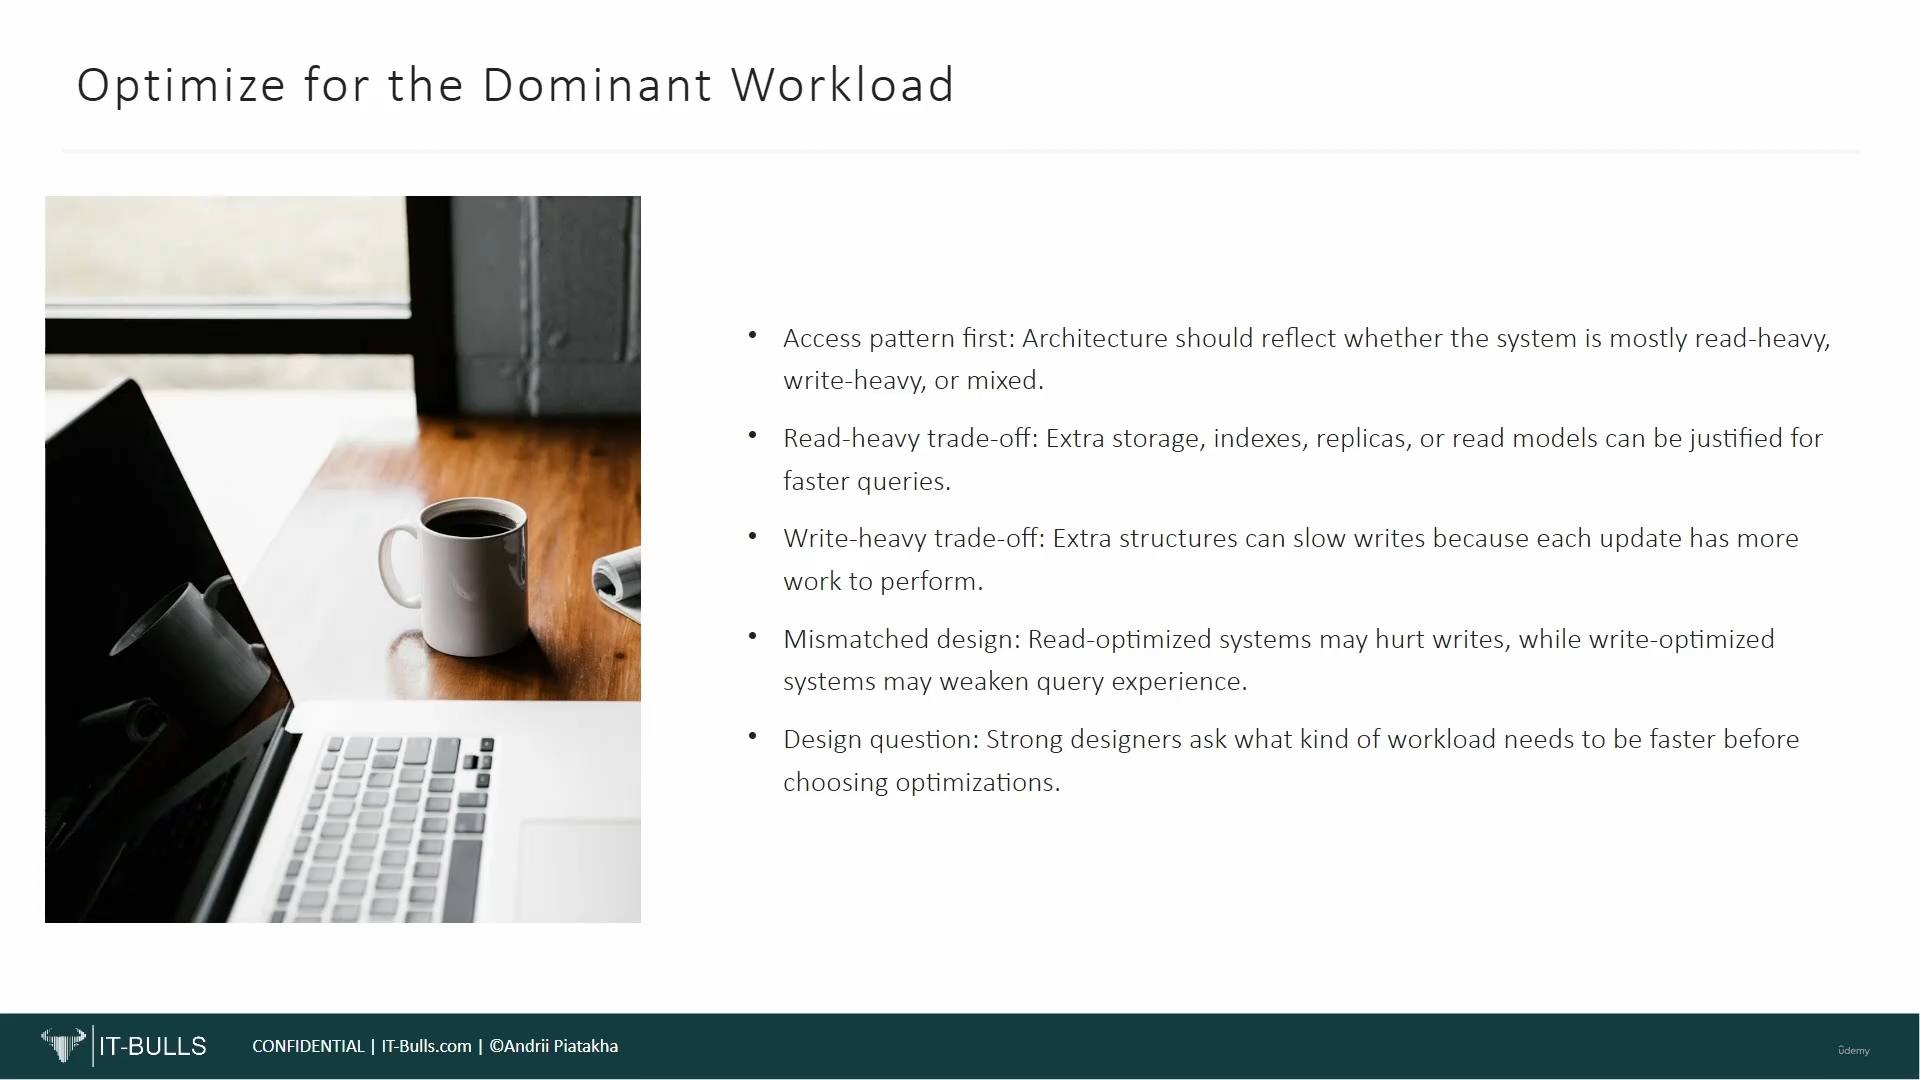 Optimize for the Dominant Workload
• Access pattern first: Architecture should reflect whether the system is mostly read-heavy,
write-heavy, or mixed.
• Read-heavy trade-off: Extra storage, indexes, replicas, or read models can be justified for
faster queries.
• Write-heavy trade-off: Extra structures can slow writes because each update has more
work to perform.
• Mismatched design: Read-optimized systems may hurt writes, while write-optimized
systems may weaken query experience.
• Design question: Strong designers ask what kind of workload needs to be faster before
choosing optimizations.
IT-BULLS
CONFIDENTIAL | IT-Bulls.com | ©Andrii Piatakha
udemy